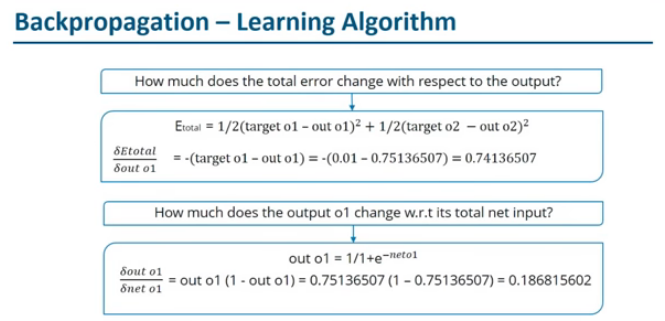 Backpropagation – Learning Algorithm
How much does the total error change with respect to the output?
Etotal = 1/2(target o1 – out o1)² + 1/2(target o2 – out o2)²
δEtotal/δout o1 = -(target o1 – out o1) = -(0.01 – 0.75136507) = 0.74136507
How much does the output o1 change w.r.t its total net input?
out o1 = 1/1+e⁻ⁿᵉᵗᵒ¹
δout o1/δnet o1 = out o1 (1 - out o1) = 0.75136507 (1 – 0.75136507) = 0.186815602